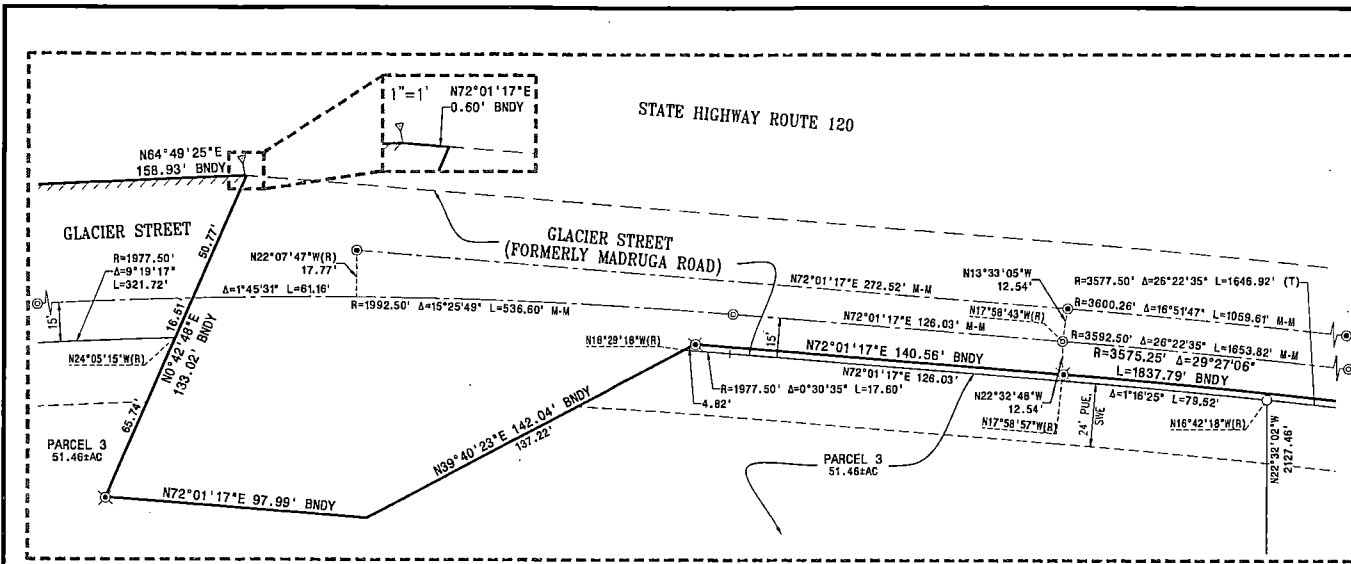 STATE HIGHWAY ROUTE 120
1"=1'
N72°01'17"E
0.60' BNDY
N64°49'25"E
158.93' BNDY
GLACIER STREET
R=1977.50'
Δ=9°19'17"
L=321.72'
50.77'
N22°07'47"W(R)
17.77'
GLACIER STREET
(FORMERLY MADRUGA ROAD)
N72°01'17"E 272.52' M-M
N13°33'05"W
12.54'
R=3577.50' Δ=26°22'35" L=1646.92' (T)
Δ=1°45'31" L=61.16'
R=1992.50' Δ=15°25'49" L=536.60' M-M
N17°58'43"W(R)
R=3600.26' Δ=16°51'47" L=1059.61' M-M
15'
16.51'
N72°01'17"E 126.03' M-M
R=3592.50' Δ=26°22'35" L=1653.82' M-M
N24°05'15"W(R)
N0°42'48"E
133.02' BNDY
N18°29'18"W(R)
15'
N72°01'17"E 140.56' BNDY
R=3575.25' Δ=29°27'06"
L=1837.79' BNDY
N72°01'17"E 126.03'
R=1977.50' Δ=0°30'35" L=17.60'
4.82'
N22°32'48"W
12.54'
Δ=1°16'25" L=79.52'
N17°58'57"W(R)
24' PUE,
SWE
N16°42'18"W(R)
N22°32'02"W
2127.46'
65.74'
PARCEL 3
51.46±AC
N39°40'23"E 142.04' BNDY
137.22'
PARCEL 3
51.46±AC
N72°01'17"E 97.99' BNDY